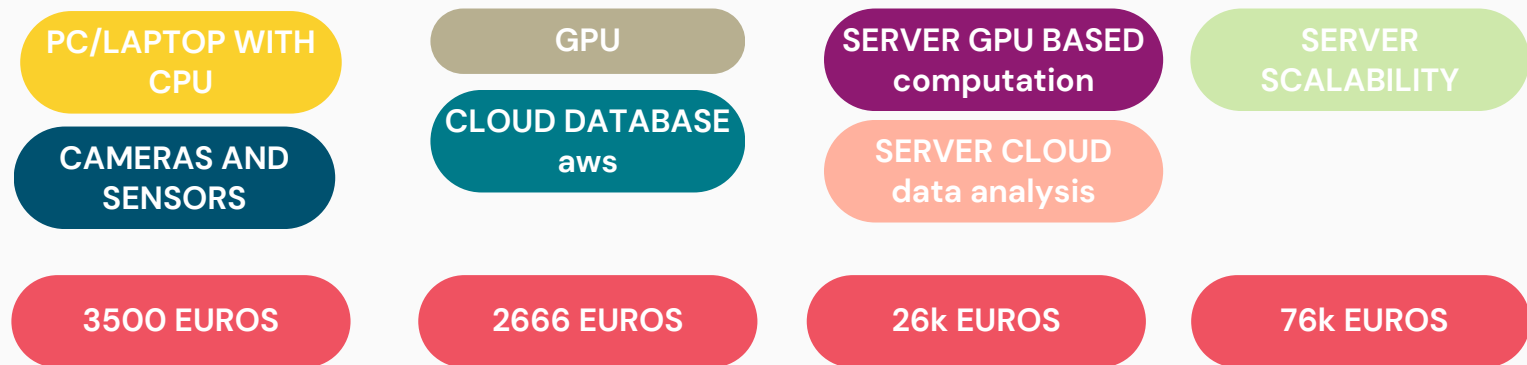 PC/LAPTOP WITH
CPU
CAMERAS AND
SENSORS
3500 EUROS
GPU
CLOUD DATABASE
aws
2666 EUROS
SERVER GPU BASED
computation
SERVER CLOUD
data analysis
26k EUROS
SERVER
SCALABILITY
76k EUROS